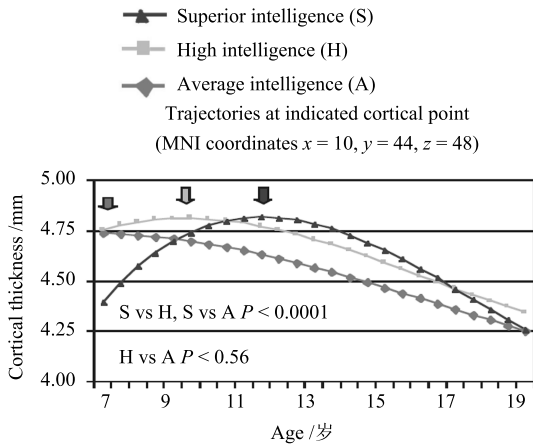 Superior intelligence (S)
High intelligence (H)
Average intelligence (A)
Trajectories at indicated cortical point
(MNI coordinates x = 10, y = 44, z = 48)
Cortical thickness /mm
5.00
4.75
4.50
4.25
4.00
S vs H, S vs A P < 0.0001
H vs A P < 0.56
7 9 11 13 15 17 19
Age /岁